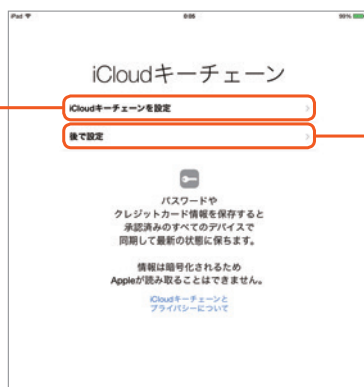 iPad
0:05
55%
iCloudキーチェーン
iCloudキーチェーンを設定
後で設定
パスワードや
クレジットカード情報を保存すると
承認済みのすべてのデバイスで
同期して最新の状態に保ちます。
情報は暗号化されるため
Appleが読み取ることはできません。
iCloudキーチェーンと
プライバシーについて